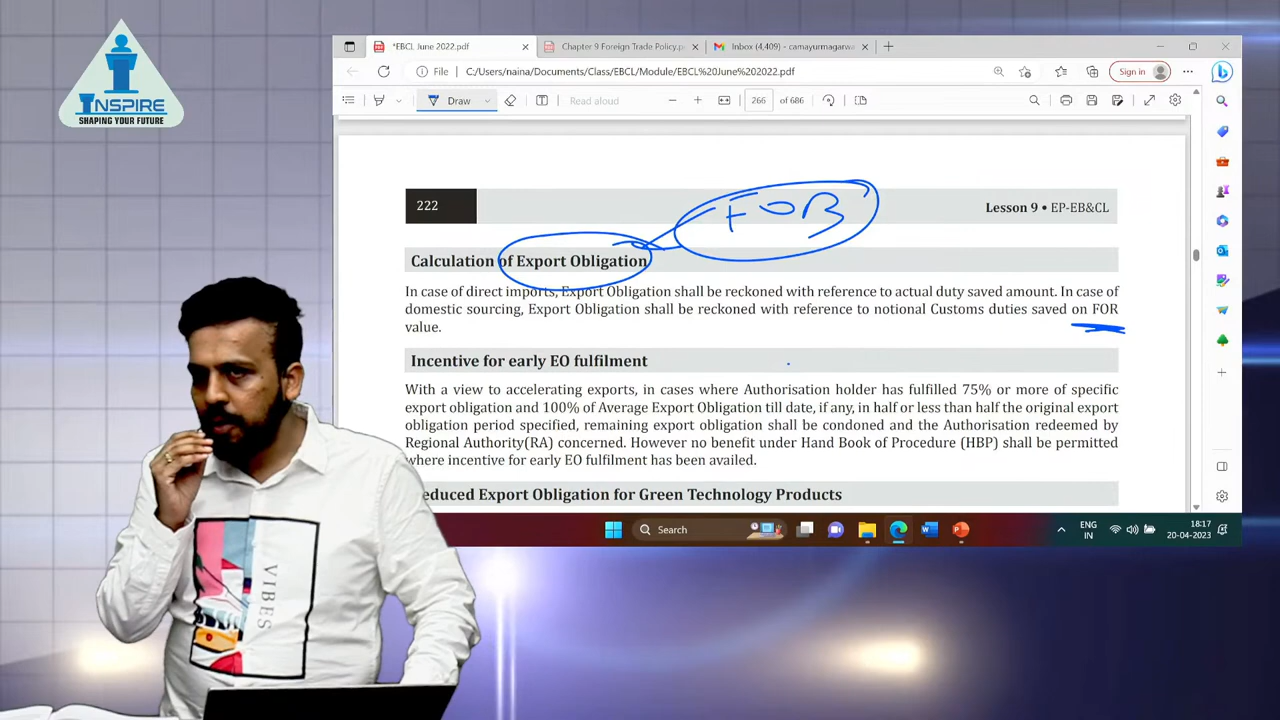 INSPIRE
SHAPING YOUR FUTURE
*EBCL June 2022.pdf
Chapter 9 Foreign Trade Policy.p
Inbox (4,409) - camayurmagarwa
File
C:/Users/naina/Documents/Class/EBCL/Module/EBCL%20June%202022.pdf
Sign in
Draw
Read aloud
266
of 686
222
FOB
Lesson 9 • EP-EB&CL
Calculation of Export Obligation
In case of direct imports, Export Obligation shall be reckoned with reference to actual duty saved amount. In case of
domestic sourcing, Export Obligation shall be reckoned with reference to notional Customs duties saved on FOR
value.
Incentive for early EO fulfilment
With a view to accelerating exports, in cases where Authorisation holder has fulfilled 75% or more of specific
export obligation and 100% of Average Export Obligation till date, if any, in half or less than half the original export
obligation period specified, remaining export obligation shall be condoned and the Authorisation redeemed by
Regional Authority(RA) concerned. However no benefit under Hand Book of Procedure (HBP) shall be permitted
where incentive for early EO fulfilment has been availed.
educed Export Obligation for Green Technology Products
VIBES
Search
ENG
IN
18:17
20-04-2023